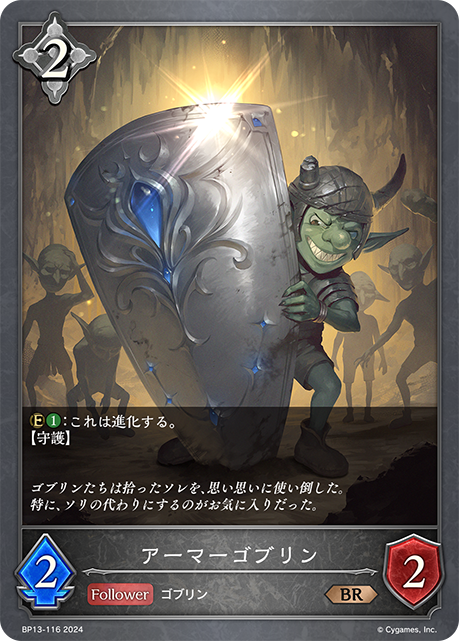 2
E 1：これは進化する。
【守護】
ゴブリンたちは拾ったソレを、思い思いに使い倒した。
特に、ソリの代わりにするのがお気に入りだった。
アーマーゴブリン
2
Follower ゴブリン
BR
2
BP13-116 2024
© Cygames, Inc.